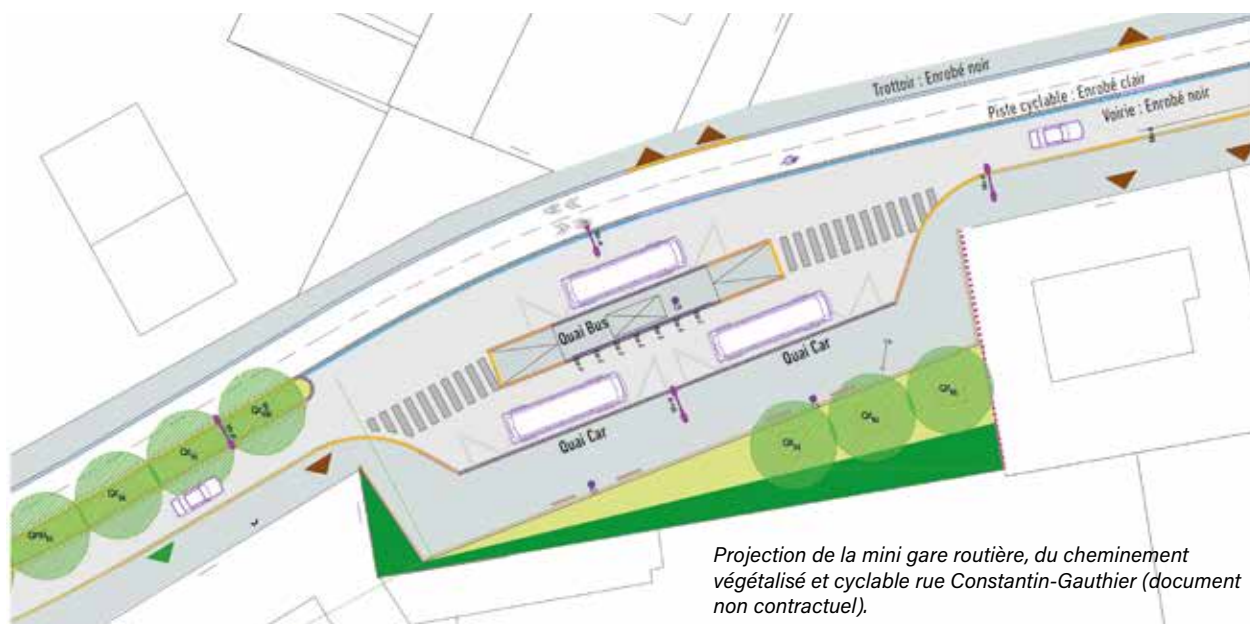 Trottoir : Enrobé noir
Piste cyclable : Enrobé clair
Voirie : Enrobé noir
Quai Bus
Quai Car
Quai Car
Projection de la mini gare routière, du cheminement
végétalisé et cyclable rue Constantin-Gauthier (document
non contractuel).